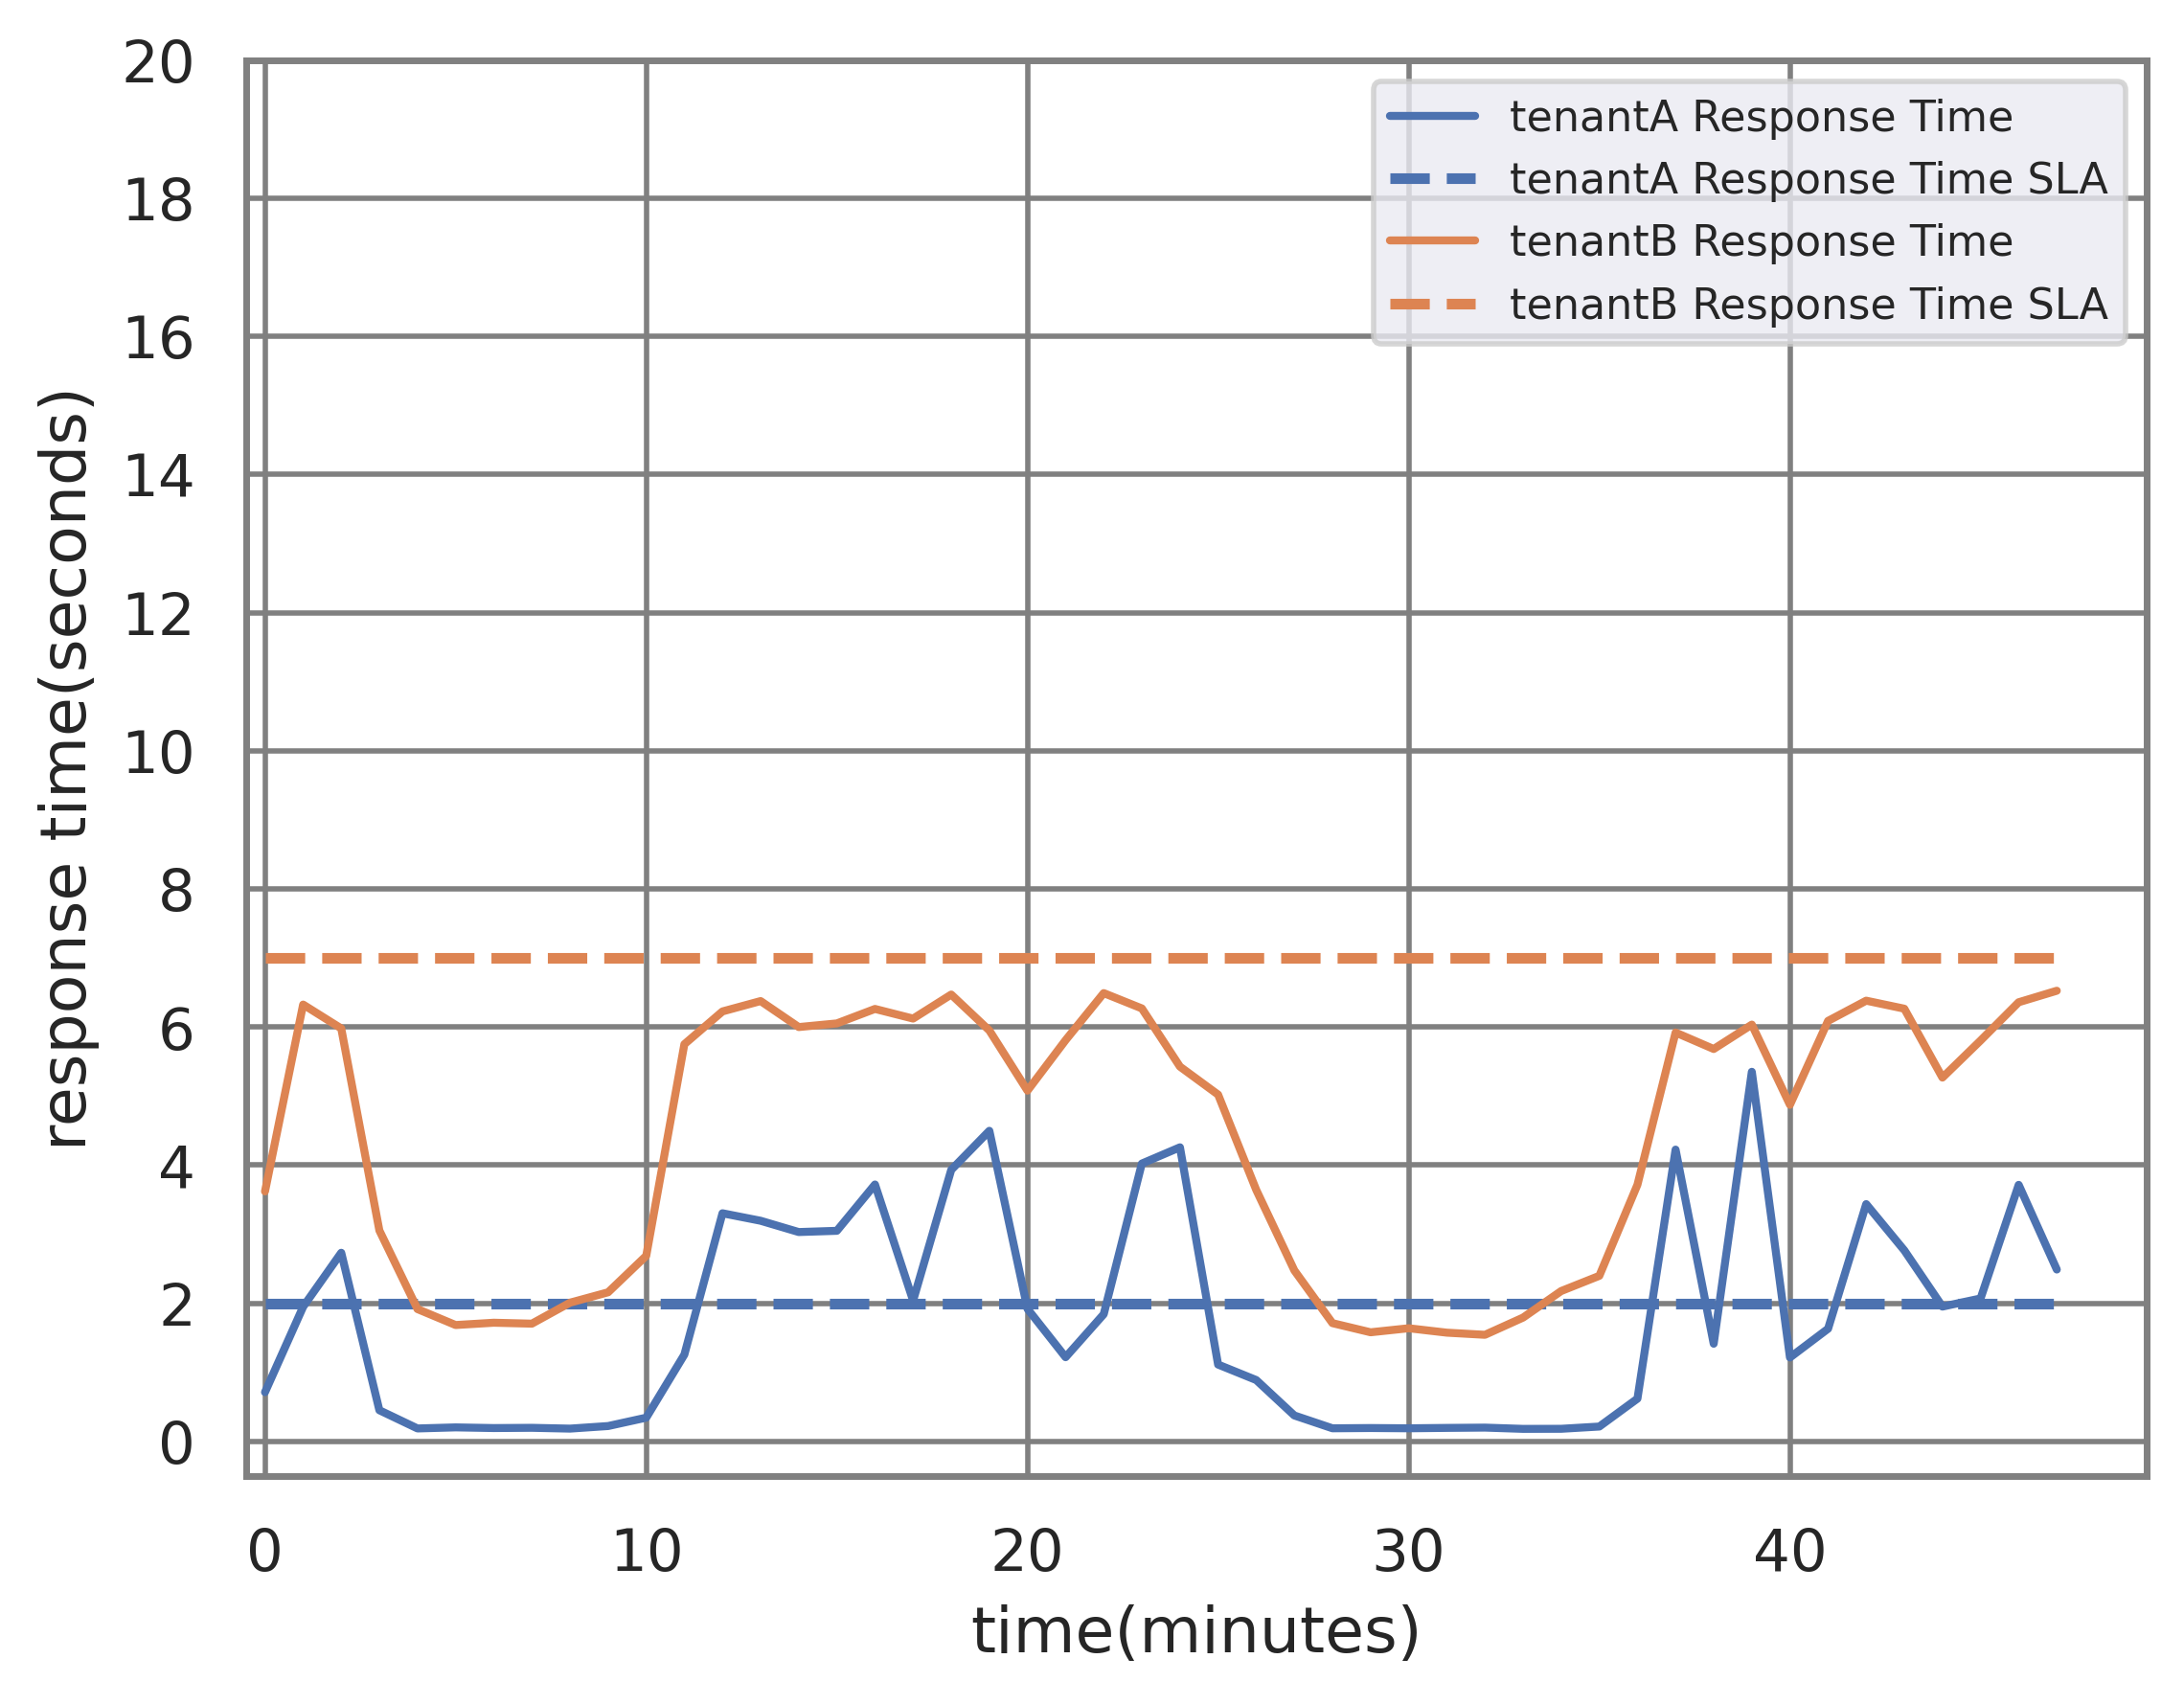 20
18
16
14
12
10
8
6
4
2
0
response time(seconds)
tenantA Response Time
tenantA Response Time SLA
tenantB Response Time
tenantB Response Time SLA
0 10 20 30 40
time(minutes)